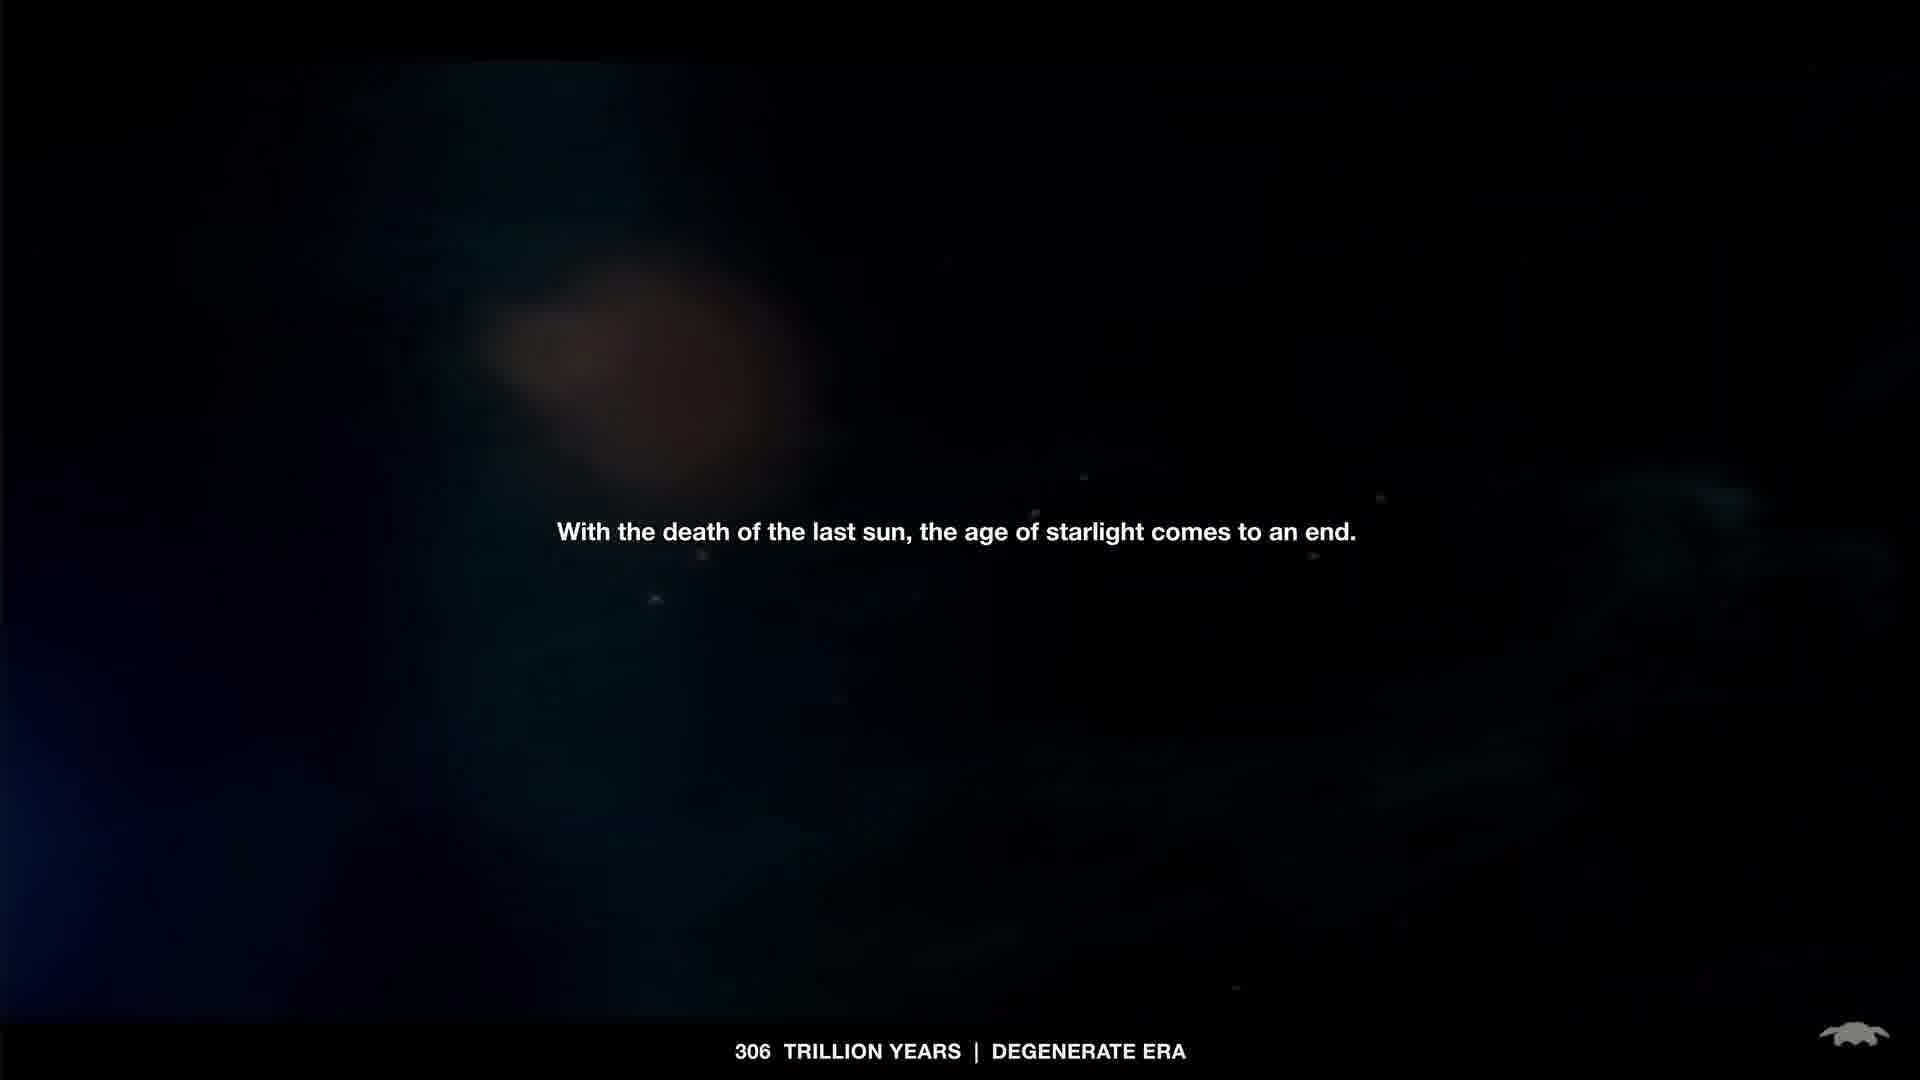 With the death of the last sun, the age of starlight comes to an end.
306 TRILLION YEARS | DEGENERATE ERA